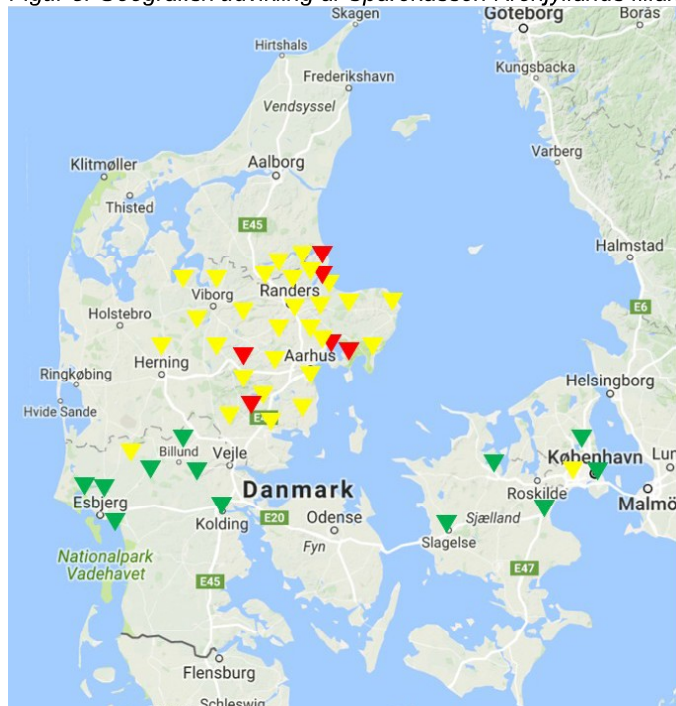 Skagen
Göteborg
Borås
Hirtshals
Kungsbacka
Frederikshavn
Vendsyssel
Varberg
Klitmøller
Aalborg
Thisted
E45
Halmstad
Viborg
Randers
Holstebro
E6
Herning
Aarhus
Ringkøbing
Helsingborg
Hvide Sande
Billund
Vejle
København
Lun
Roskilde
Danmark
Malmö
Esbjerg
Kolding
E20
Odense
Sjælland
Fyn
Slagelse
Nationalpark
Vadehavet
E45
E47
Flensburg
Schleswig